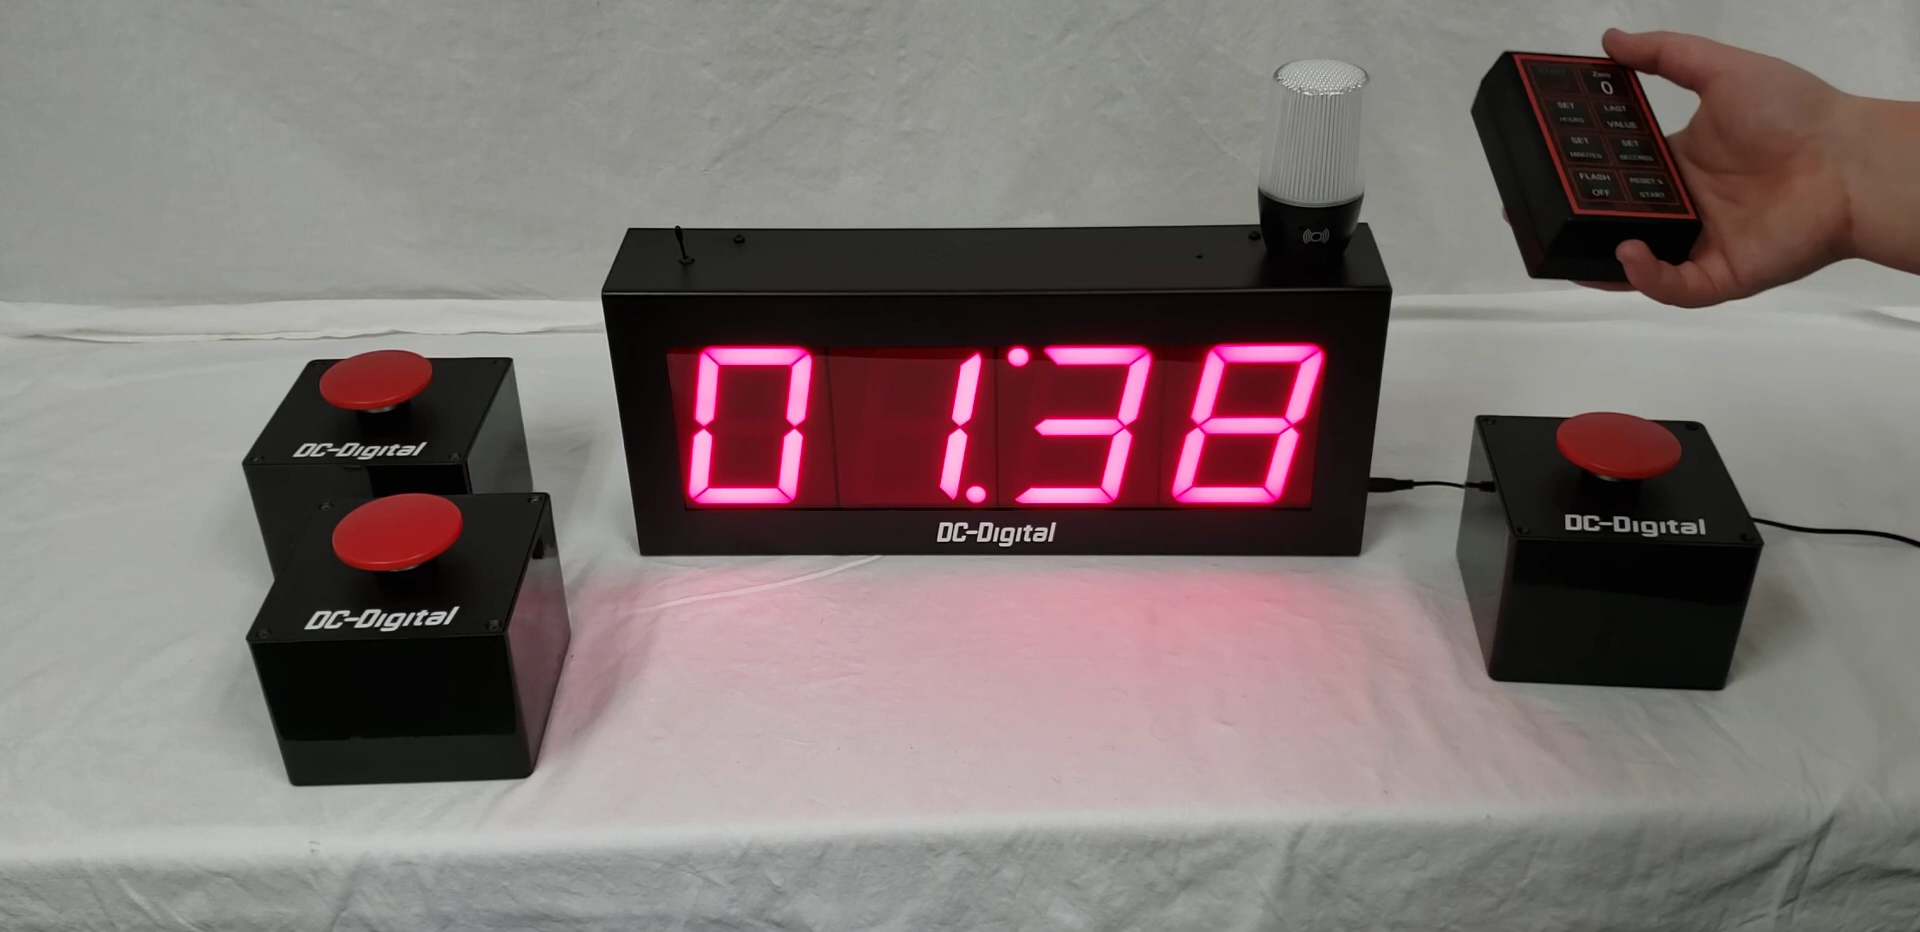 Zero
0
SET LAST
HOURS VALUE
SET SET
MINUTES SECONDS
FLASH RESET &
OFF START
01:38
DC-Digital
DC-Digital
DC-Digital
DC-Digital